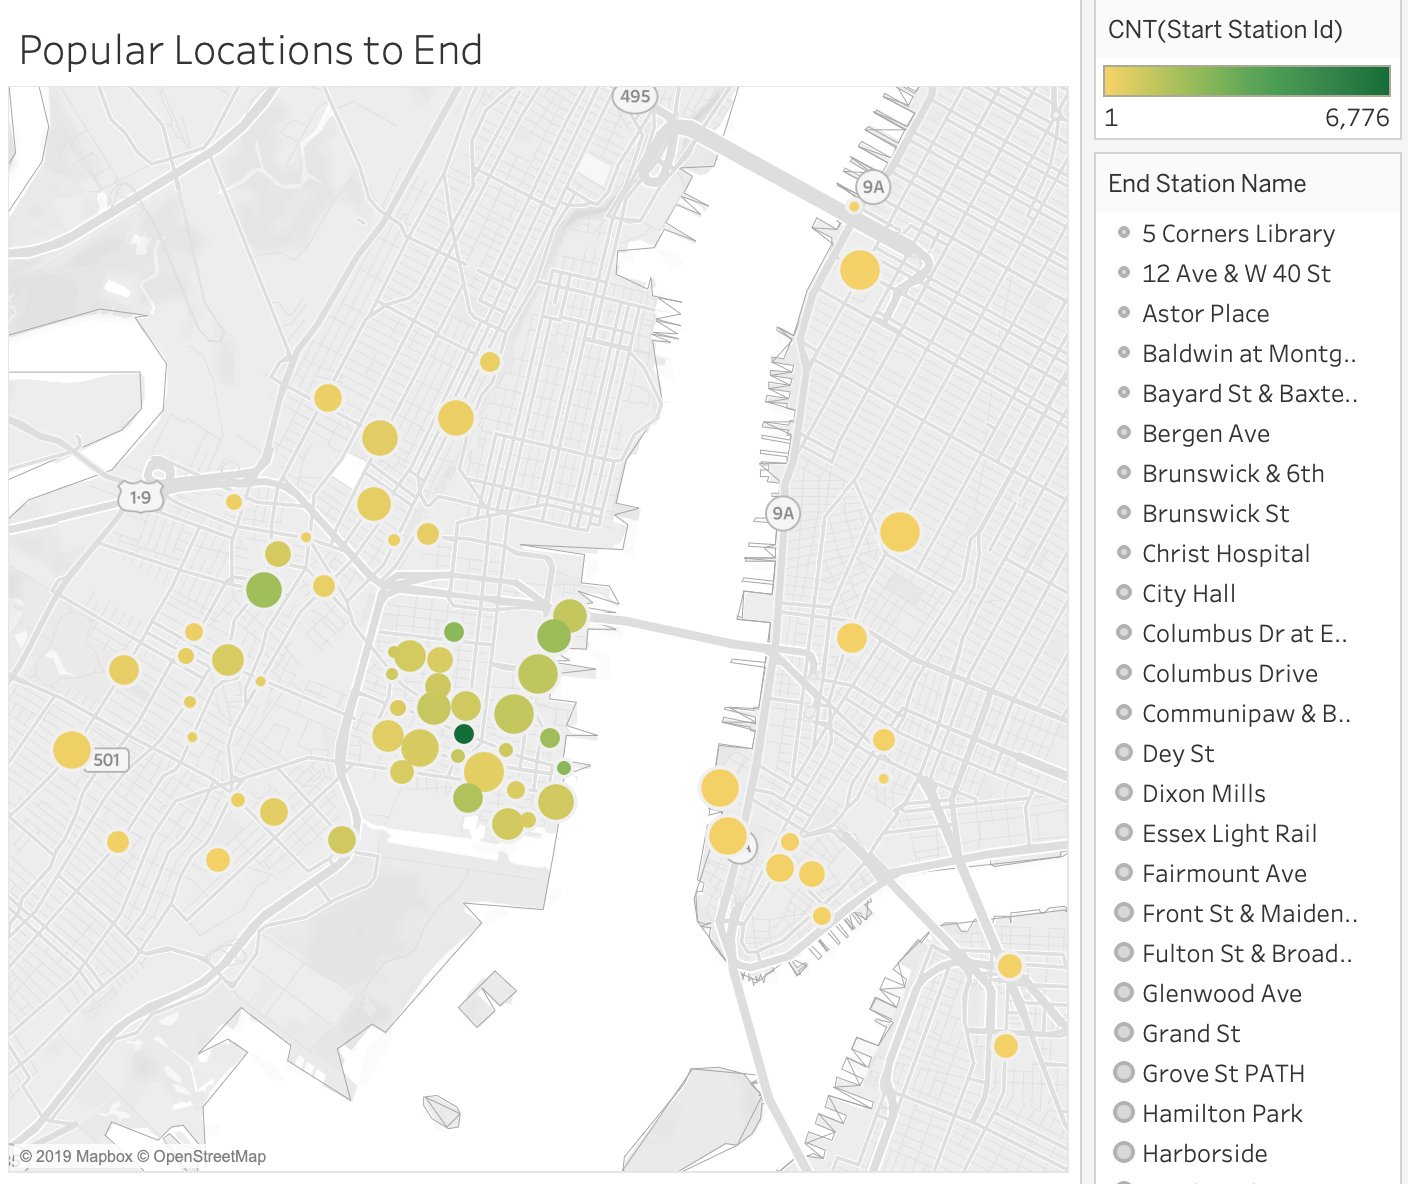 Popular Locations to End
495
9A
1-9
9A
501
© 2019 Mapbox © OpenStreetMap
CNT(Start Station Id)
1 6,776
End Station Name
5 Corners Library
12 Ave & W 40 St
Astor Place
Baldwin at Montg..
Bayard St & Baxte..
Bergen Ave
Brunswick & 6th
Brunswick St
Christ Hospital
City Hall
Columbus Dr at E..
Columbus Drive
Communipaw & B..
Dey St
Dixon Mills
Essex Light Rail
Fairmount Ave
Front St & Maiden..
Fulton St & Broad..
Glenwood Ave
Grand St
Grove St PATH
Hamilton Park
Harborside